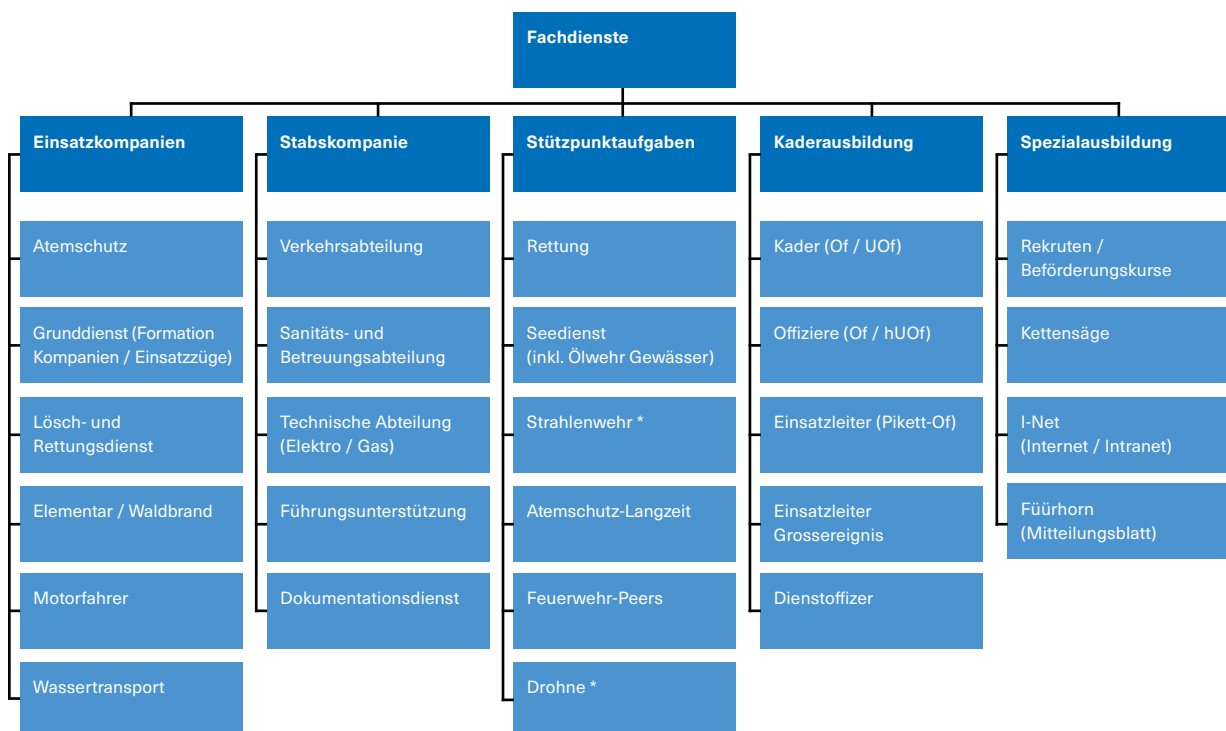 Fachdienste
Einsatzkompanien
Atemschutz
Grunddienst (Formation
Kompanien / Einsatzzüge)
Lösch- und
Rettungsdienst
Elementar / Waldbrand
Motorfahrer
Wassertransport
Stabskompanie
Verkehrsabteilung
Sanitäts- und
Betreuungsabteilung
Technische Abteilung
(Elektro / Gas)
Führungsunterstützung
Dokumentationsdienst
Stützpunktaufgaben
Rettung
Seedienst
(inkl. Ölwehr Gewässer)
Strahlenwehr *
Atemschutz-Langzeit
Feuerwehr-Peers
Drohne *
Kaderausbildung
Kader (Of / UOf)
Offiziere (Of / hUOf)
Einsatzleiter (Pikett-Of)
Einsatzleiter
Grossereignis
Dienstoffizer
Spezialausbildung
Rekruten /
Beförderungskurse
Kettensäge
I-Net
(Internet / Intranet)
Füürhorn
(Mitteilungsblatt)